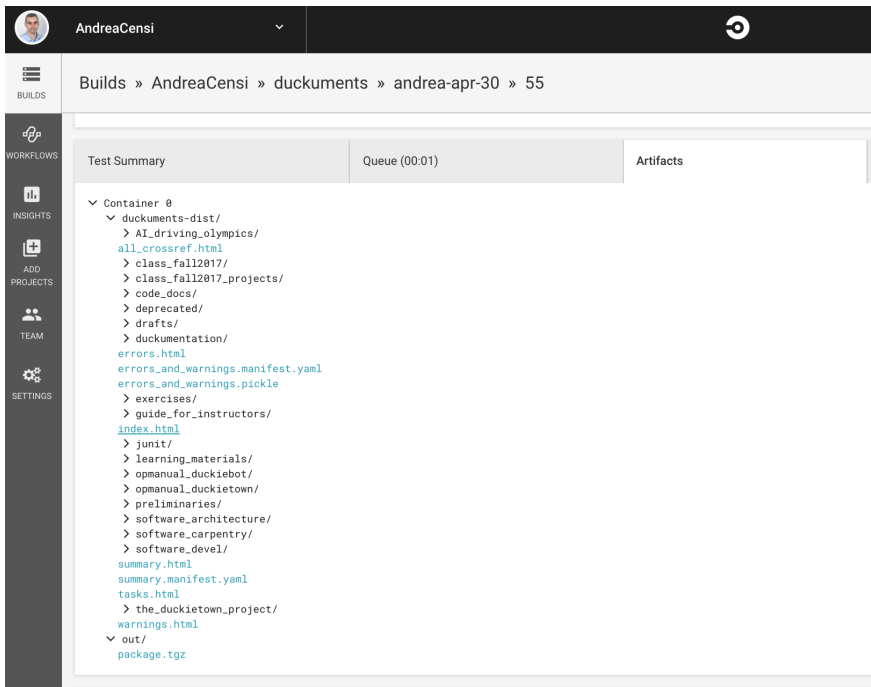 AndreaCensi
BUILDS
Builds » AndreaCensi » duckuments » andrea-apr-30 » 55
WORKFLOWS
INSIGHTS
ADD
PROJECTS
TEAM
SETTINGS
Test Summary
Queue (00:01)
Artifacts
Container 0
duckuments-dist/
AI_driving_olympics/
all_crossref.html
class_fall2017/
class_fall2017_projects/
code_docs/
deprecated/
drafts/
duckumentation/
errors.html
errors_and_warnings.manifest.yaml
errors_and_warnings.pickle
exercises/
guide_for_instructors/
index.html
junit/
learning_materials/
opmanual_duckiebot/
opmanual_duckietown/
preliminaries/
software_architecture/
software_carpentry/
software_devel/
summary.html
summary.manifest.yaml
tasks.html
the_duckietown_project/
warnings.html
out/
package.tgz